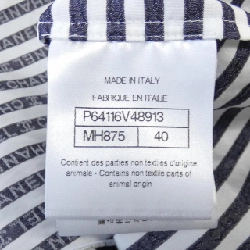 MADE IN ITALY
FABRIQUE EN ITALIE
P64116V48913
MH875 40
Contient des parties non textiles d'origine
animale - Contains non textile parts of
animal origin
CHANEL